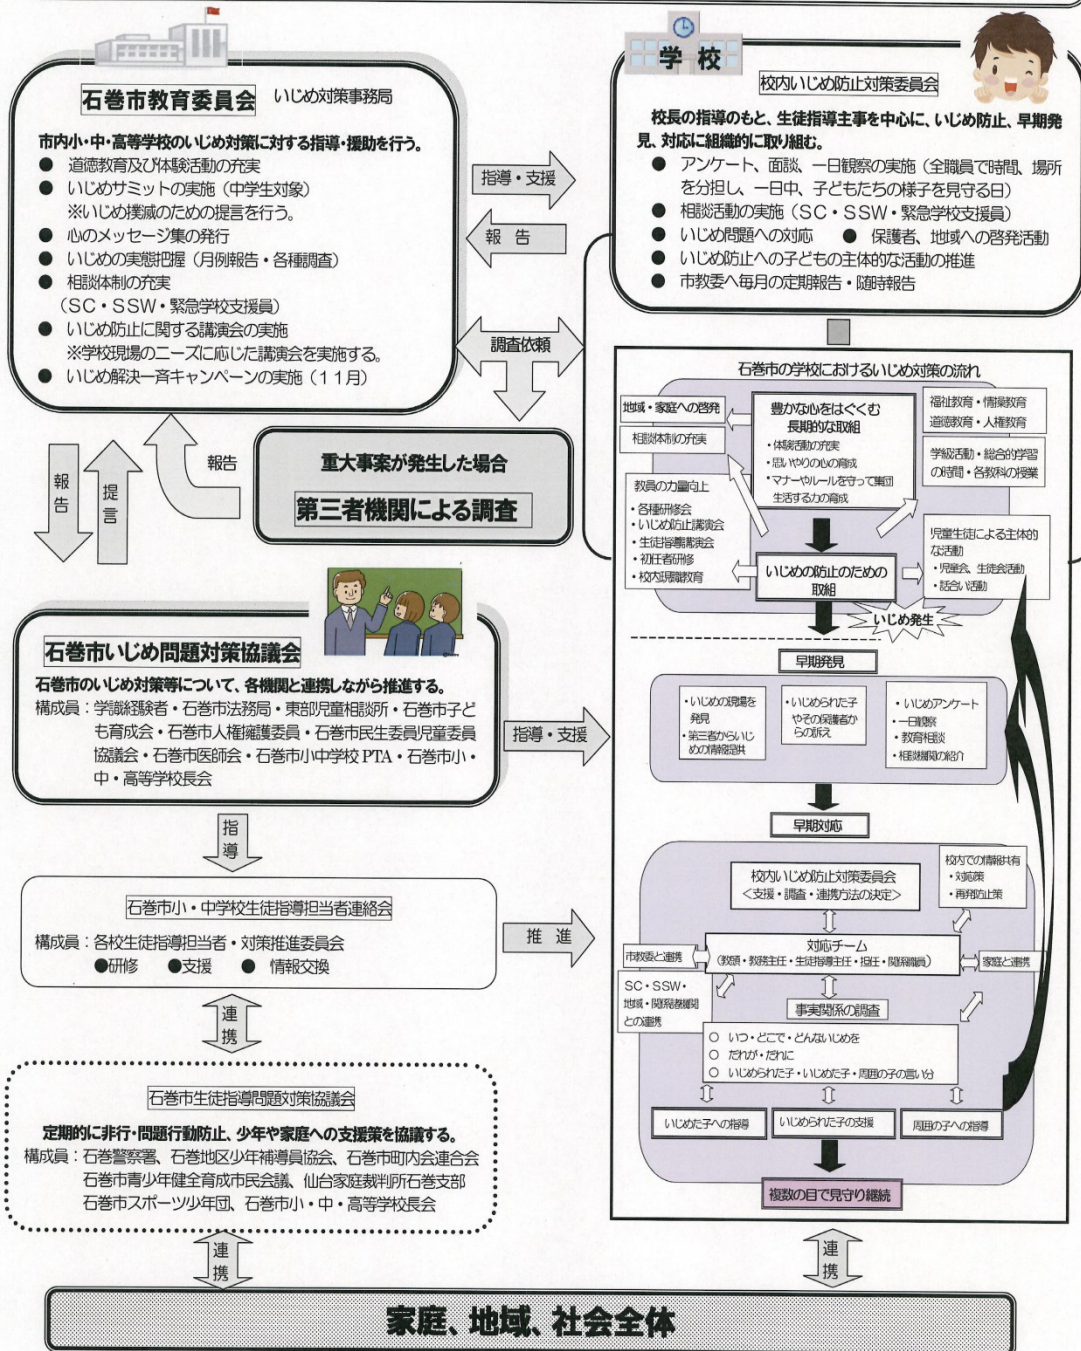 石巻市教育委員会 いじめ対策事務局
市内小・中・高等学校のいじめ対策に対する指導・援助を行う。
● 道徳教育及び体験活動の充実
● いじめサミットの実施（中学生対象）
※いじめ撲滅のための提言を行う。
● 心のメッセージ集の発行
● いじめの実態把握（月例報告・各種調査）
● 相談体制の充実
（SC・SSW・緊急学校支援員）
● いじめ防止に関する講演会の実施
※学校現場のニーズに応じた講演会を実施する。
● いじめ解決一斉キャンペーンの実施（11月）
指導・支援
報 告
調査依頼
学 校
校内いじめ防止対策委員会
校長の指導のもと、生徒指導主事を中心に、いじめ防止、早期発
見、対応に組織的に取り組む。
● アンケート、面談、一日観察の実施（全職員で時間、場所
を分担し、一日中、子どもたちの様子を見守る日）
● 相談活動の実施（SC・SSW・緊急学校支援員）
● いじめ問題への対応 ● 保護者、地域への啓発活動
● いじめ防止への子どもの主体的な活動の推進
● 市教委へ毎月の定期報告・随時報告
報告
提言
報告
重大事案が発生した場合
第三者機関による調査
石巻市いじめ問題対策協議会
石巻市のいじめ対策等について、各機関と連携しながら推進する。
構成員：学識経験者・石巻市法務局・東部児童相談所・石巻市子ど
も育成会・石巻市人権擁護委員・石巻市民生委員児童委員
協議会・石巻市医師会・石巻市小中学校PTA・石巻市小・
中・高等学校長会
指導・支援
指導
石巻市小・中学校生徒指導担当者連絡会
構成員：各校生徒指導担当者・対策推進委員会
●研修 ●支援 ● 情報交換
推 進
連携
石巻市生徒指導問題対策協議会
定期的に非行・問題行動防止、少年や家庭への支援策を協議する。
構成員：石巻警察署、石巻地区少年補導員協会、石巻市町内会連合会
石巻市青少年健全育成市民会議、仙台家庭裁判所石巻支部
石巻市スポーツ少年団、石巻市小・中・高等学校長会
連携
石巻市の学校におけるいじめ対策の流れ
地域・家庭への啓発
相談体制の充実
豊かな心をはぐくむ
長期的な取組
・体験活動の充実
・思いやりの心の育成
・マナーやルールを守って集団
生活する力の育成
福祉教育・情操教育
道徳教育・人権教育
学級活動・総合的学習
の時間・各教科の授業
教員の力量向上
・各種研修会
・いじめ防止講演会
・生徒指導講演会
・初任者研修
・校内現職教育
いじめの防止のための
取組
児童生徒による主体的
な活動
・児童会、生徒会活動
・話合い活動
いじめ発生
早期発見
・いじめの現場を
発見
・第三者からいじ
めの情報提供
・いじめられた子
やその保護者か
らの訴え
・いじめアンケート
・一日観察
・教育相談
・相談機関の紹介
早期対応
校内いじめ防止対策委員会
＜支援・調査・連携方法の決定＞
校内での情報共有
・対応策
・再発防止策
市教委と連携
対応チーム
（教頭・教務主任・生徒指導主任・担任・関係職員）
家庭と連携
SC・SSW・
地域・関係諸機関
との連携
事実関係の調査
○ いつ・どこで・どんないじめを
○ だれが・だれに
○ いじめられた子・いじめた子・周囲の子の言い分
いじめた子への指導
いじめられた子の支援
周囲の子への指導
複数の目で見守り継続
連携
家庭、地域、社会全体